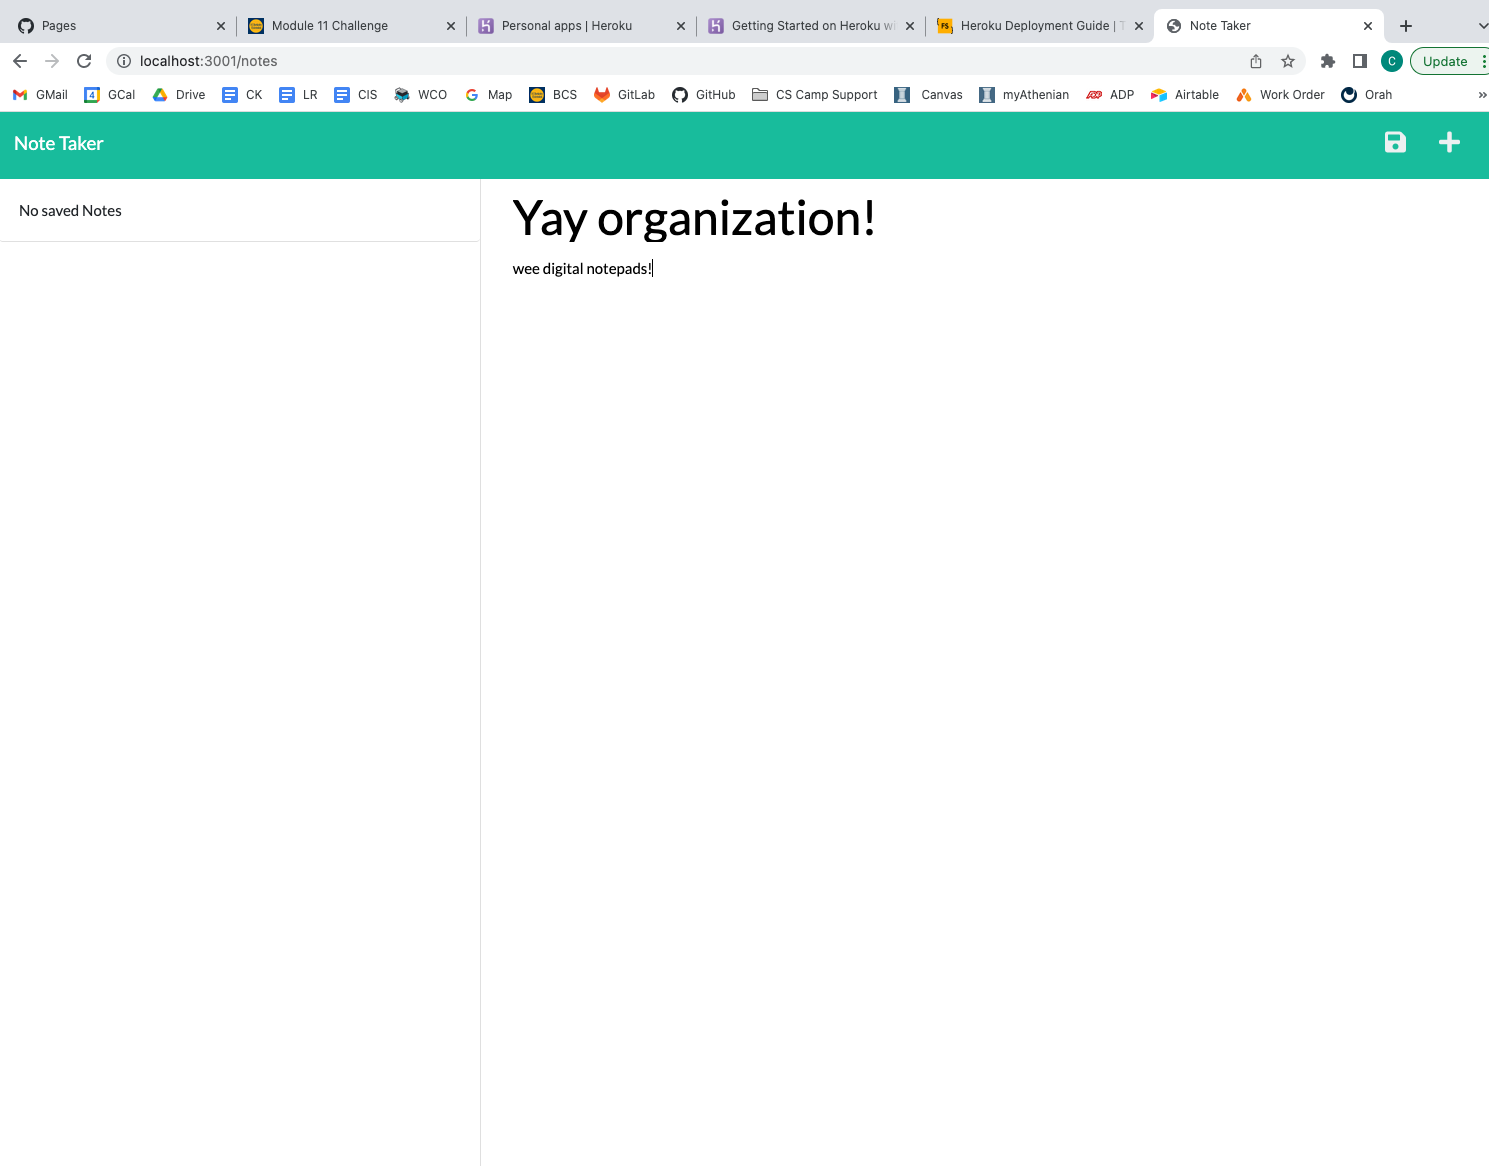 Pages Module 11 Challenge Personal apps | Heroku Getting Started on Heroku wi Heroku Deployment Guide | T Note Taker
localhost:3001/notes C Update
GMail 4 GCal Drive CK LR CIS WCO Map BCS GitLab GitHub CS Camp Support Canvas myAthenian ADP Airtable Work Order Orah »
Note Taker
No saved Notes
Yay organization!
wee digital notepads!